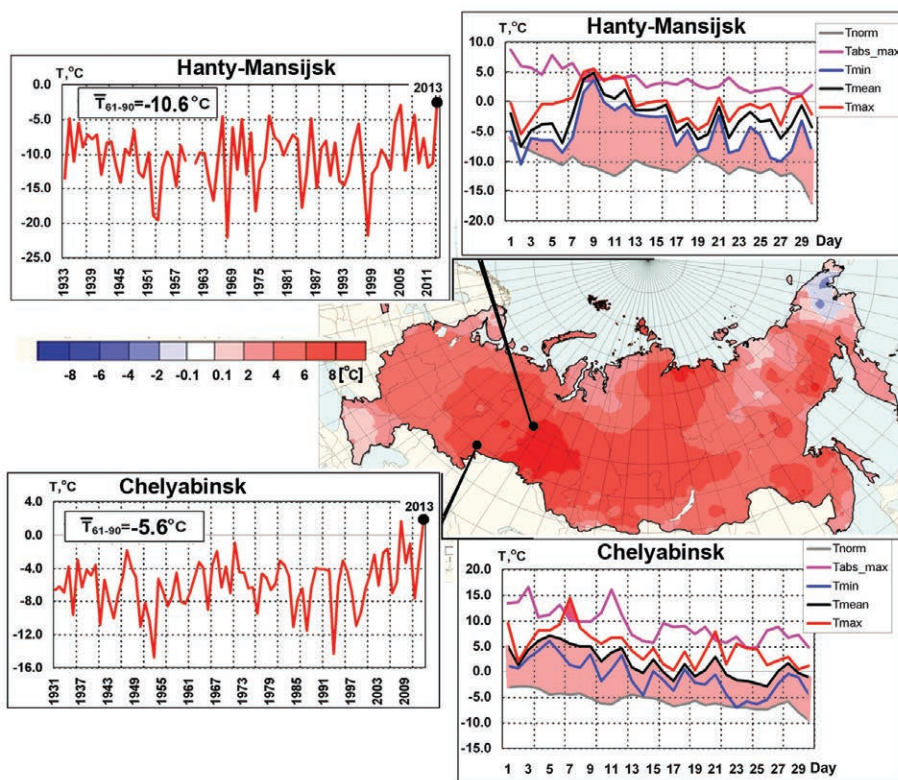 Hanty-Mansijsk
T,°C
T̅61-90=-10.6°C
2013
0.0
-5.0
-10.0
-15.0
-20.0
-25.0
1933 1939 1945 1951 1957 1963 1969 1975 1981 1987 1993 1999 2005 2011
Hanty-Mansijsk
T,°C
10.0
5.0
0.0
-5.0
-10.0
-15.0
-20.0
1 3 5 7 9 11 13 15 17 19 21 23 25 27 29 Day
Tnorm
Tabs_max
Tmin
Tmean
Tmax
-8 -6 -4 -2 -0.1 0.1 2 4 6 8 [°C]
Chelyabinsk
T,°C
T̅61-90=-5.6°C
2013
4.0
0.0
-4.0
-8.0
-12.0
-16.0
1931 1937 1943 1949 1955 1961 1967 1973 1979 1985 1991 1997 2003 2009
Chelyabinsk
T,°C
20.0
15.0
10.0
5.0
0.0
-5.0
-10.0
-15.0
1 3 5 7 9 11 13 15 17 19 21 23 25 27 29 Day
Tnorm
Tabs_max
Tmin
Tmean
Tmax